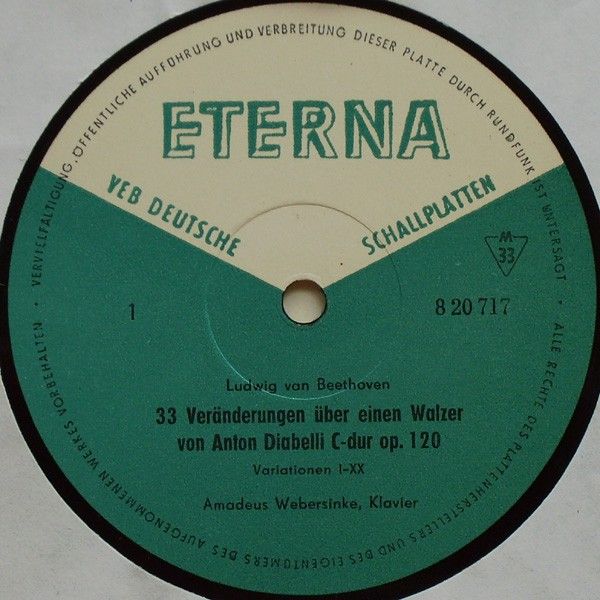 ETERNA
VEB DEUTSCHE SCHALLPLATTEN
M
33
1
8 20 717
Ludwig van Beethoven
33 Veränderungen über einen Walzer
von Anton Diabelli C-dur op. 120
Variationen I–XX
Amadeus Webersinke, Klavier
· ALLE RECHTE DES PLATTENHERSTELLERS UND DES EIGENTÜMERS DES AUFGENOMMENEN WERKES VORBEHALTEN · VERVIELFÄLTIGUNG, ÖFFENTLICHE AUFFÜHRUNG UND VERBREITUNG DIESER PLATTE DURCH RUNDFUNK IST UNTERSAGT